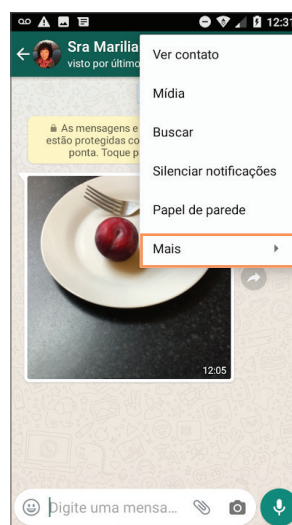 12:31
Sra Marilia
visto por último
Ver contato
Mídia
Buscar
Silenciar notificações
Papel de parede
Mais
As mensagens e
estão protegidas co
ponta. Toque p
12:05
Digite uma mensa...